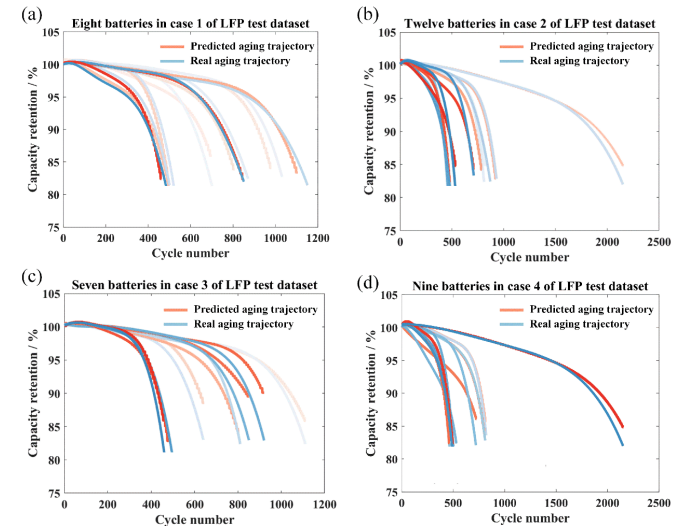 (a)
Eight batteries in case 1 of LFP test dataset
Predicted aging trajectory
Real aging trajectory
Capacity retention / %
105
100
95
90
85
80
75
0 200 400 600 800 1000 1200
Cycle number
(b)
Twelve batteries in case 2 of LFP test dataset
Predicted aging trajectory
Real aging trajectory
Capacity retention / %
105
100
95
90
85
80
75
0 500 1000 1500 2000 2500
Cycle number
(c)
Seven batteries in case 3 of LFP test dataset
Predicted aging trajectory
Real aging trajectory
Capacity retention / %
105
100
95
90
85
80
75
0 200 400 600 800 1000 1200
Cycle number
(d)
Nine batteries in case 4 of LFP test dataset
Predicted aging trajectory
Real aging trajectory
Capacity retention / %
105
100
95
90
85
80
75
0 500 1000 1500 2000 2500
Cycle number